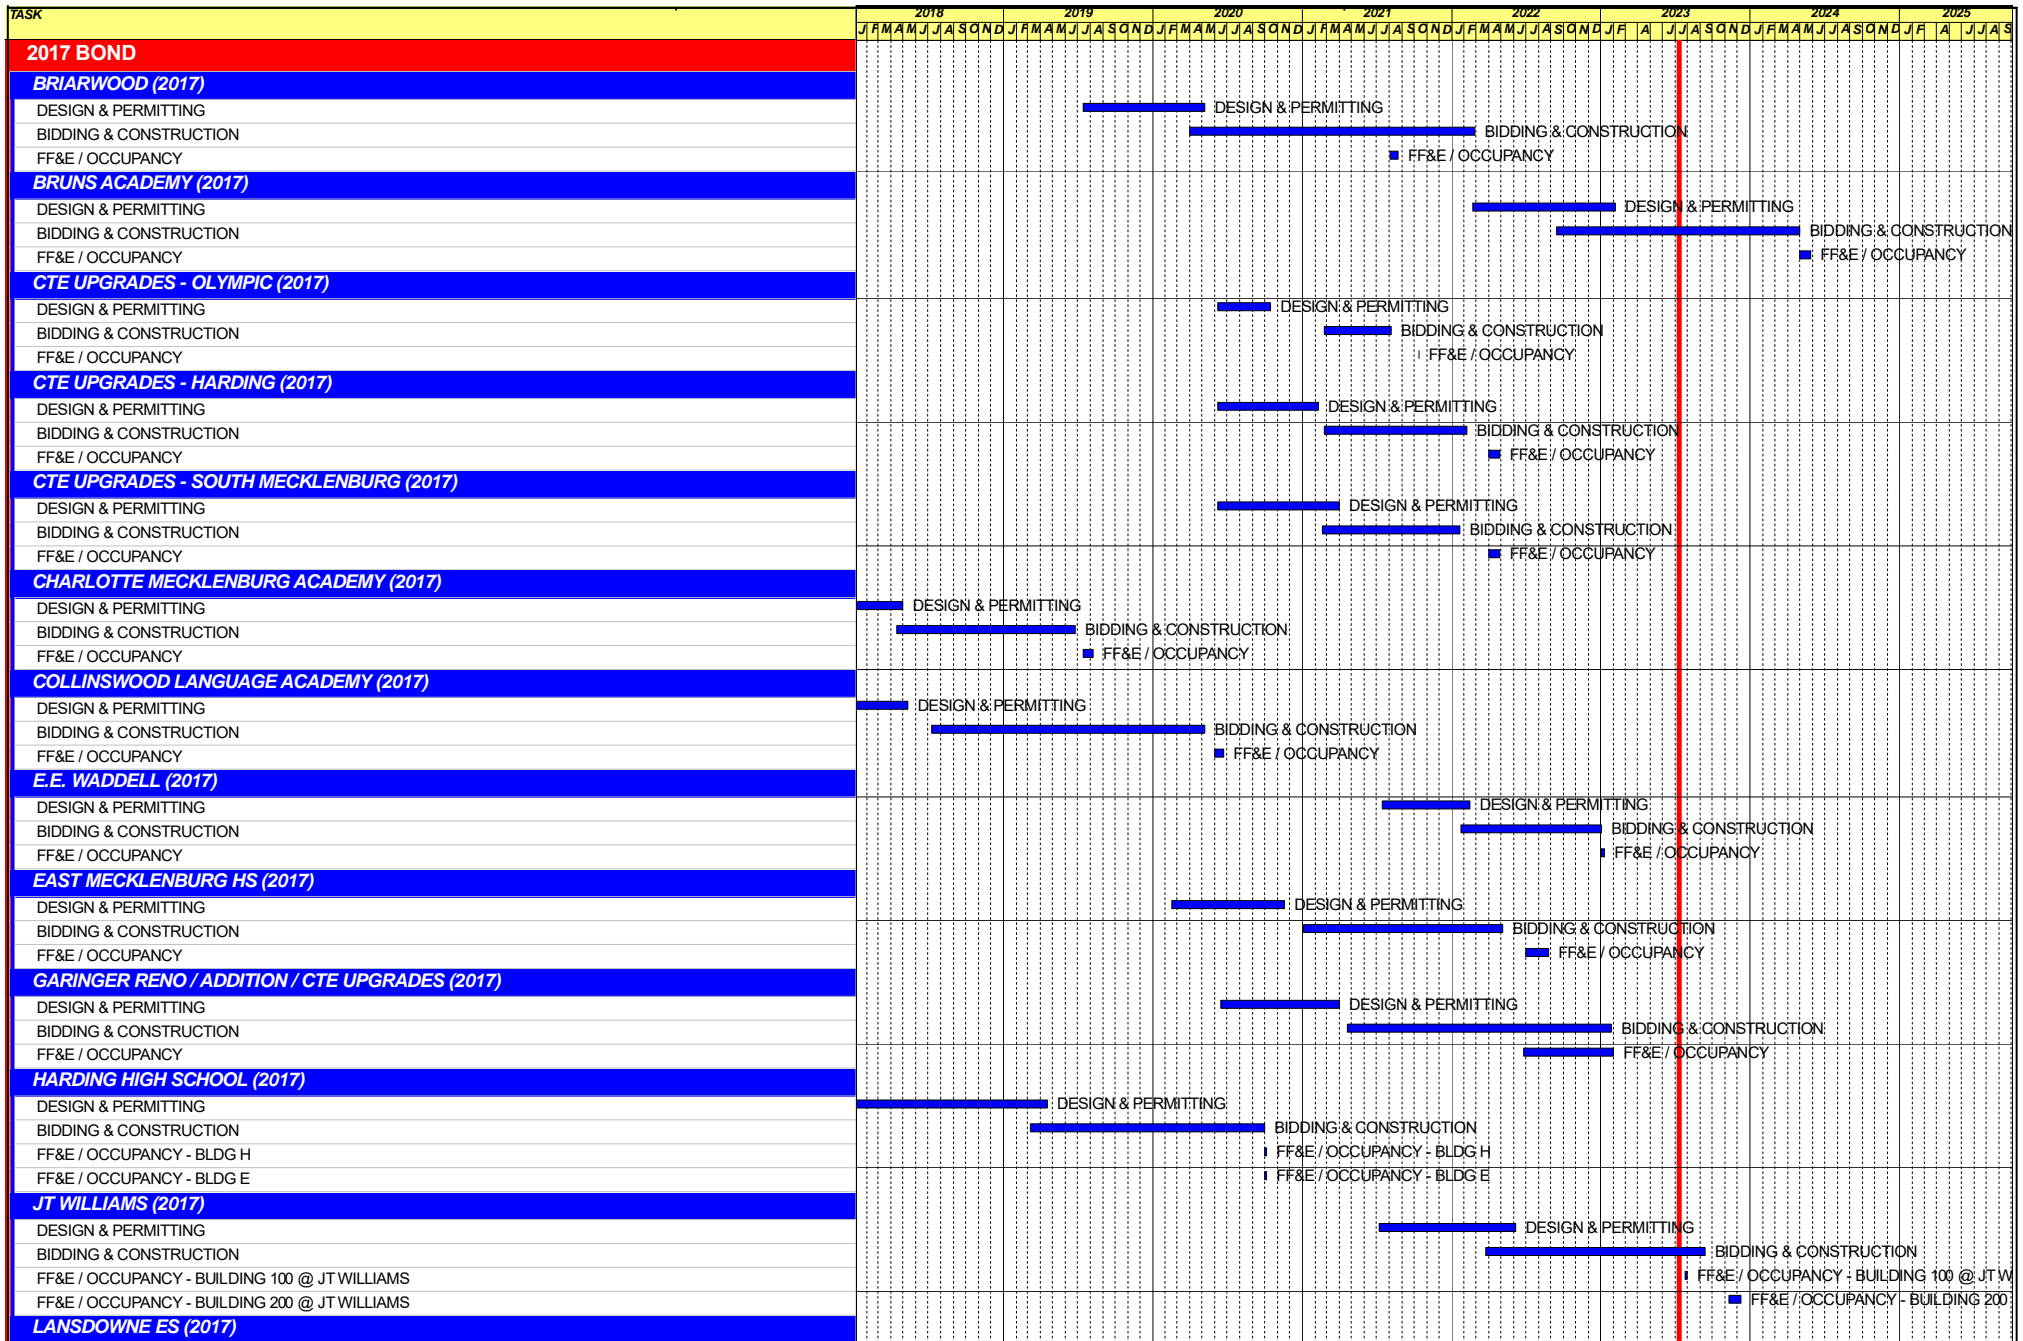 TASK
2018 2019 2020 2021 2022 2023 2024 2025
J F M A M J J A S O N D J F M A M J J A S O N D J F M A M J J A S O N D J F M A M J J A S O N D J F M A M J J A S O N D J F A J J A S O N D J F M A M J J A S O N D J F A J J A S
2017 BOND
BRIARWOOD (2017)
DESIGN & PERMITTING DESIGN & PERMITTING
BIDDING & CONSTRUCTION BIDDING & CONSTRUCTION
FF&E / OCCUPANCY FF&E / OCCUPANCY
BRUNS ACADEMY (2017)
DESIGN & PERMITTING DESIGN & PERMITTING
BIDDING & CONSTRUCTION BIDDING & CONSTRUCTION
FF&E / OCCUPANCY FF&E / OCCUPANCY
CTE UPGRADES - OLYMPIC (2017)
DESIGN & PERMITTING DESIGN & PERMITTING
BIDDING & CONSTRUCTION BIDDING & CONSTRUCTION
FF&E / OCCUPANCY FF&E / OCCUPANCY
CTE UPGRADES - HARDING (2017)
DESIGN & PERMITTING DESIGN & PERMITTING
BIDDING & CONSTRUCTION BIDDING & CONSTRUCTION
FF&E / OCCUPANCY FF&E / OCCUPANCY
CTE UPGRADES - SOUTH MECKLENBURG (2017)
DESIGN & PERMITTING DESIGN & PERMITTING
BIDDING & CONSTRUCTION BIDDING & CONSTRUCTION
FF&E / OCCUPANCY FF&E / OCCUPANCY
CHARLOTTE MECKLENBURG ACADEMY (2017)
DESIGN & PERMITTING DESIGN & PERMITTING
BIDDING & CONSTRUCTION BIDDING & CONSTRUCTION
FF&E / OCCUPANCY FF&E / OCCUPANCY
COLLINSWOOD LANGUAGE ACADEMY (2017)
DESIGN & PERMITTING DESIGN & PERMITTING
BIDDING & CONSTRUCTION BIDDING & CONSTRUCTION
FF&E / OCCUPANCY FF&E / OCCUPANCY
E.E. WADDELL (2017)
DESIGN & PERMITTING DESIGN & PERMITTING
BIDDING & CONSTRUCTION BIDDING & CONSTRUCTION
FF&E / OCCUPANCY FF&E / OCCUPANCY
EAST MECKLENBURG HS (2017)
DESIGN & PERMITTING DESIGN & PERMITTING
BIDDING & CONSTRUCTION BIDDING & CONSTRUCTION
FF&E / OCCUPANCY FF&E / OCCUPANCY
GARINGER RENO / ADDITION / CTE UPGRADES (2017)
DESIGN & PERMITTING DESIGN & PERMITTING
BIDDING & CONSTRUCTION BIDDING & CONSTRUCTION
FF&E / OCCUPANCY FF&E / OCCUPANCY
HARDING HIGH SCHOOL (2017)
DESIGN & PERMITTING DESIGN & PERMITTING
BIDDING & CONSTRUCTION BIDDING & CONSTRUCTION
FF&E / OCCUPANCY - BLDG H FF&E / OCCUPANCY - BLDG H
FF&E / OCCUPANCY - BLDG E FF&E / OCCUPANCY - BLDG E
JT WILLIAMS (2017)
DESIGN & PERMITTING DESIGN & PERMITTING
BIDDING & CONSTRUCTION BIDDING & CONSTRUCTION
FF&E / OCCUPANCY - BUILDING 100 @ JT WILLIAMS FF&E / OCCUPANCY - BUILDING 100 @ JT W
FF&E / OCCUPANCY - BUILDING 200 @ JT WILLIAMS FF&E / OCCUPANCY - BUILDING 200
LANSDOWNE ES (2017)